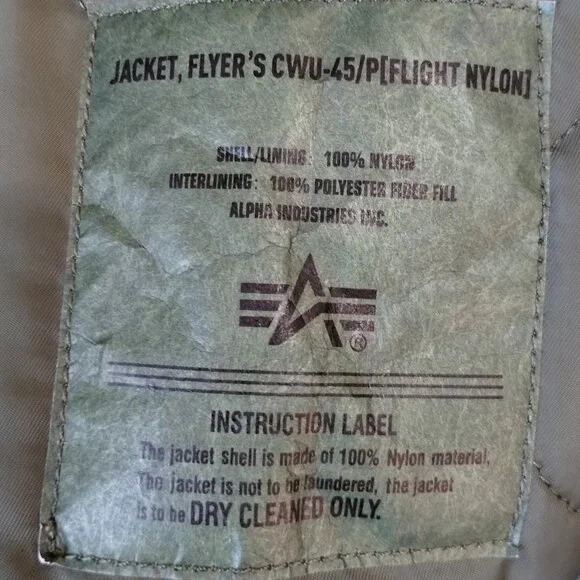 JACKET, FLYER'S CWU-45/P[FLIGHT NYLON]
SHELL/LINING: 100% NYLON
INTERLINING: 100% POLYESTER FIBER FILL
ALPHA INDUSTRIES INC.
®
INSTRUCTION LABEL
The jacket shell is made of 100% Nylon material,
The jacket is not to be laundered, the jacket
is to be DRY CLEANED ONLY.